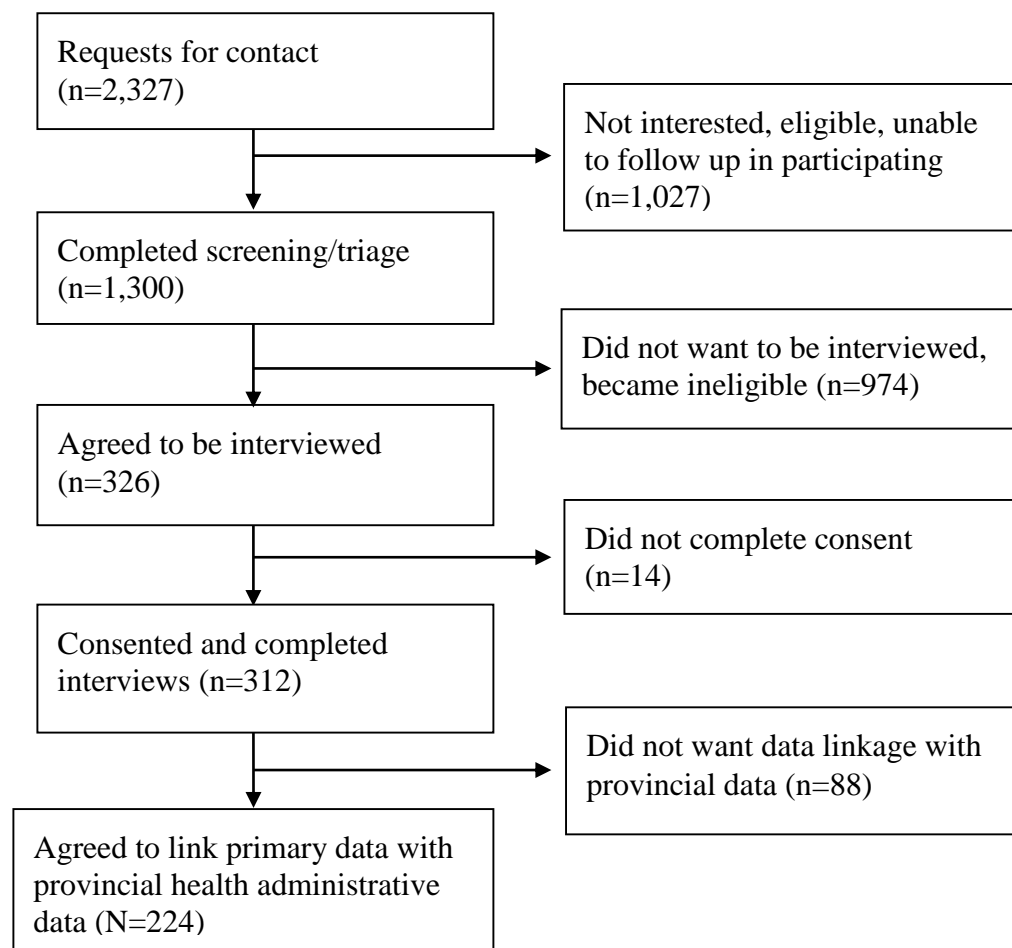 Requests for contact
(n=2,327)
Not interested, eligible, unable
to follow up in participating
(n=1,027)
Completed screening/triage
(n=1,300)
Did not want to be interviewed,
became ineligible (n=974)
Agreed to be interviewed
(n=326)
Did not complete consent
(n=14)
Consented and completed
interviews (n=312)
Did not want data linkage with
provincial data (n=88)
Agreed to link primary data with
provincial health administrative
data (N=224)